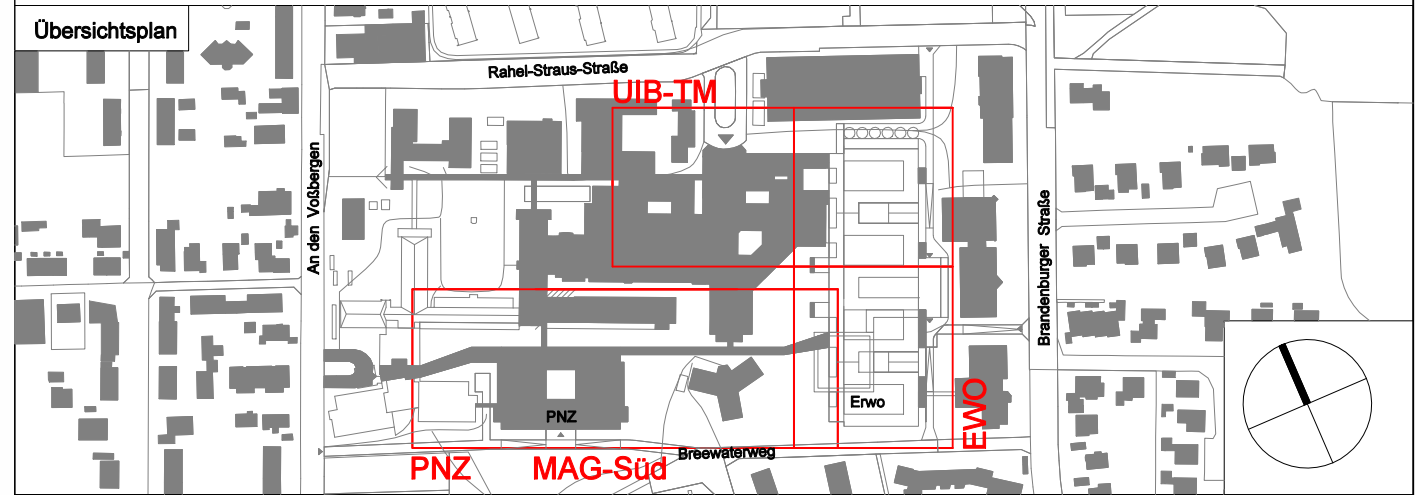 Übersichtsplan
Rahel-Straus-Straße
UIB-TM
An den Voßbergen
Brandenburger Straße
EWO
Erwo
PNZ
Breewaterweg
PNZ
MAG-Süd